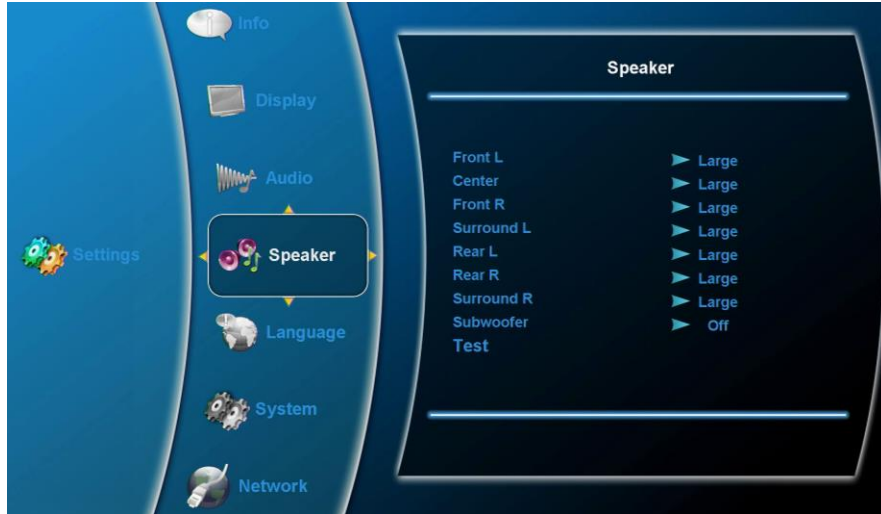 Settings
Info
Display
Audio
Speaker
Language
System
Network
Speaker
Front L Large
Center Large
Front R Large
Surround L Large
Rear L Large
Rear R Large
Surround R Large
Subwoofer Off
Test